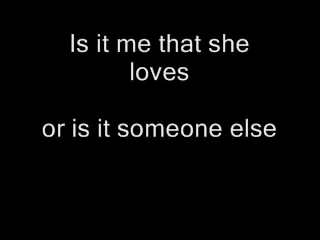 Is it me that she
loves
or is it someone else